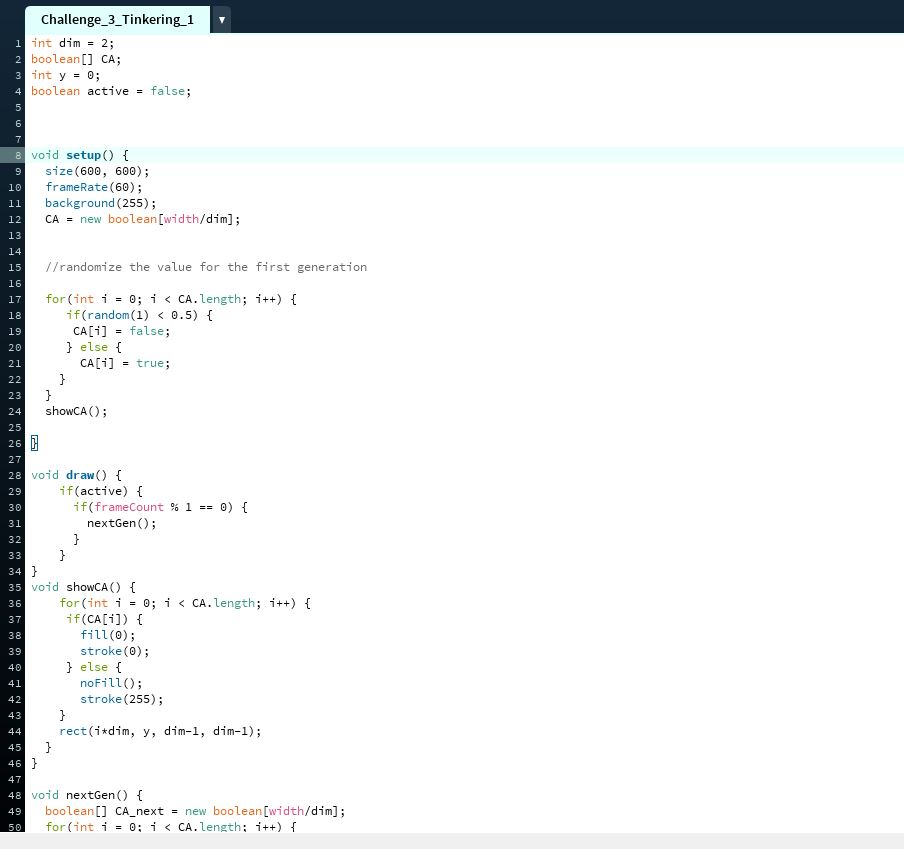 Challenge_3_Tinkering_1 ▼
1 int dim = 2;
2 boolean[] CA;
3 int y = 0;
4 boolean active = false;
5
6
7
8 void setup() {
9   size(600, 600);
10   frameRate(60);
11   background(255);
12   CA = new boolean[width/dim];
13
14
15   //randomize the value for the first generation
16
17   for(int i = 0; i < CA.length; i++) {
18      if(random(1) < 0.5) {
19       CA[i] = false;
20      } else {
21        CA[i] = true;
22     }
23   }
24   showCA();
25
26 }
27
28 void draw() {
29     if(active) {
30       if(frameCount % 1 == 0) {
31         nextGen();
32       }
33     }
34 }
35 void showCA() {
36     for(int i = 0; i < CA.length; i++) {
37      if(CA[i]) {
38        fill(0);
39        stroke(0);
40      } else {
41        noFill();
42        stroke(255);
43     }
44     rect(i*dim, y, dim-1, dim-1);
45   }
46 }
47
48 void nextGen() {
49   boolean[] CA_next = new boolean[width/dim];
50   for(int i = 0; i < CA.length; i++) {